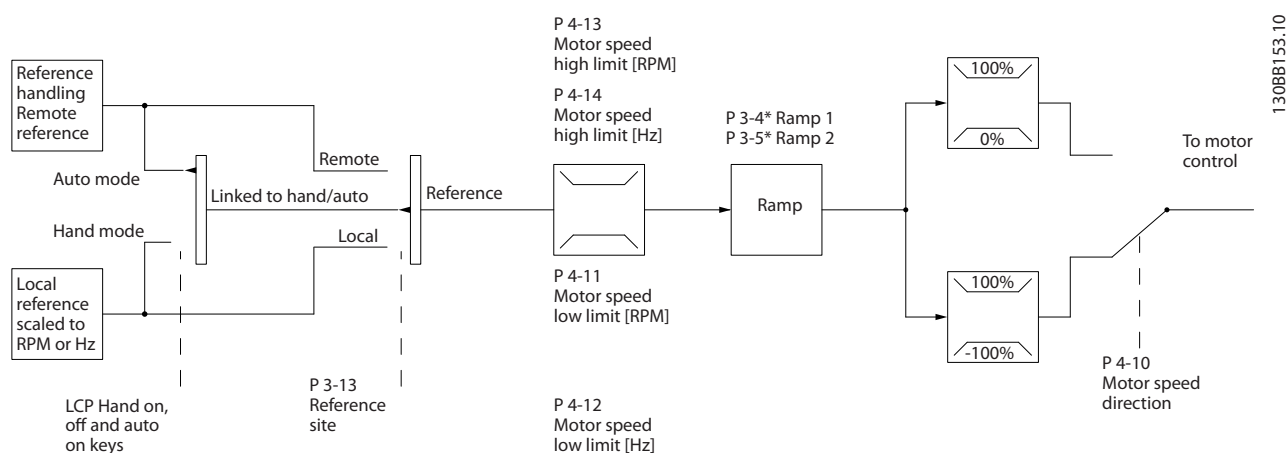 Reference
handling
Remote
reference
Auto mode
Hand mode
Local
reference
scaled to
RPM or Hz
LCP Hand on,
off and auto
on keys
Linked to hand/auto
Remote
Local
P 3-13
Reference
site
Reference
P 4-13
Motor speed
high limit [RPM]
P 4-14
Motor speed
high limit [Hz]
P 4-11
Motor speed
low limit [RPM]
P 4-12
Motor speed
low limit [Hz]
P 3-4* Ramp 1
P 3-5* Ramp 2
Ramp
100%
0%
100%
-100%
To motor
control
P 4-10
Motor speed
direction
130BB153.10